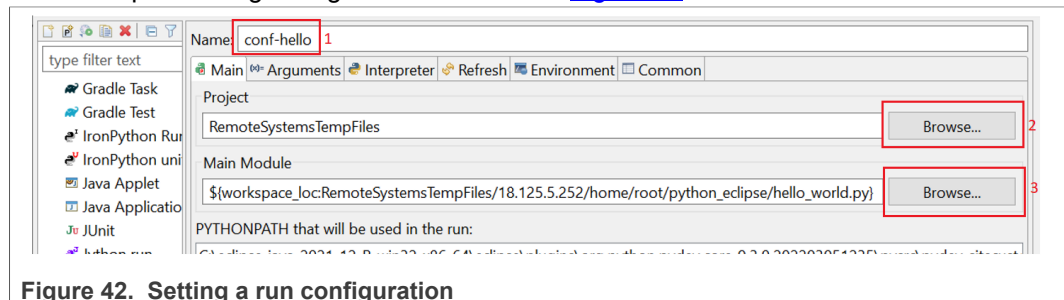 Name: conf-hello 1
type filter text
Main Arguments Interpreter Refresh Environment Common
Gradle Task
Project
Gradle Test
RemoteSystemsTempFiles Browse... 2
IronPython Run
IronPython uni
Main Module
Java Applet
${workspace_loc:RemoteSystemsTempFiles/18.125.5.252/home/root/python_eclipse/hello_world.py} Browse... 3
Java Applicatio
JUnit
PYTHONPATH that will be used in the run:
Figure 42. Setting a run configuration